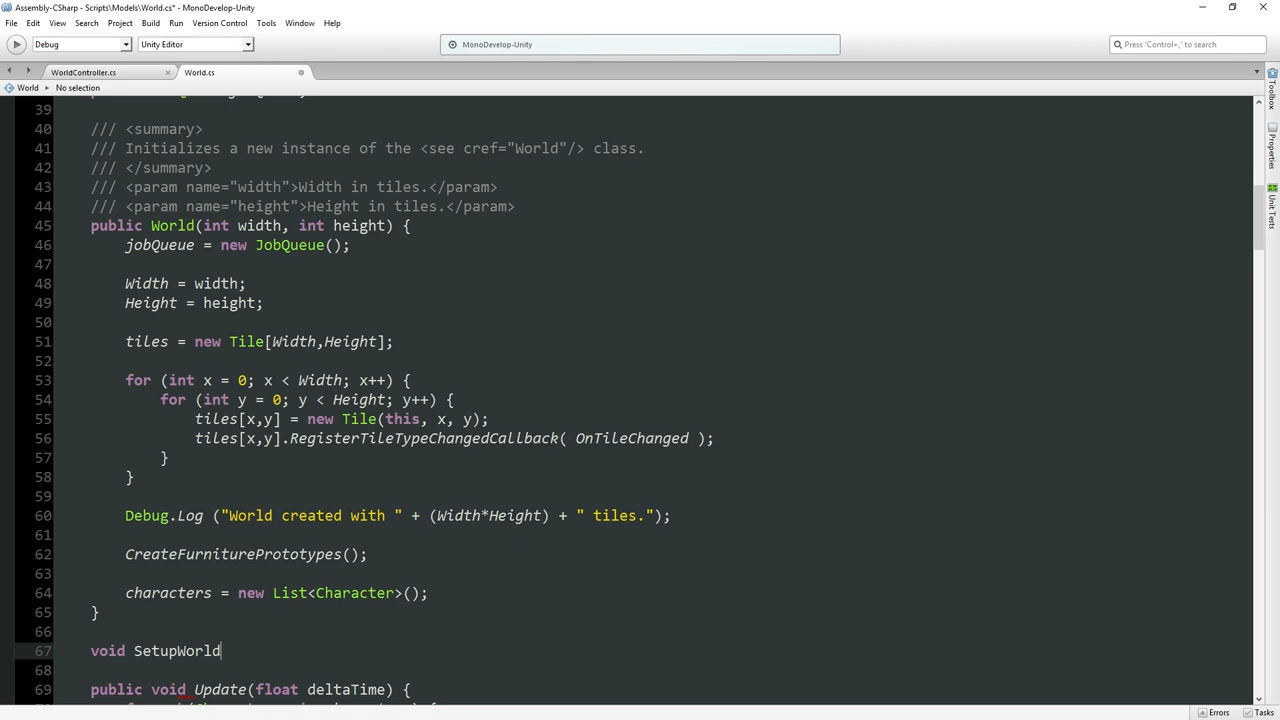 Assembly-CSharp - Scripts\Models\World.cs* - MonoDevelop-Unity
File Edit View Search Project Build Run Version Control Tools Window Help
Debug Unity Editor MonoDevelop-Unity Press 'Control+,' to search
WorldController.cs World.cs
World No selection
39
40 /// <summary>
41 /// Initializes a new instance of the <see cref="World"/> class.
42 /// </summary>
43 /// <param name="width">Width in tiles.</param>
44 /// <param name="height">Height in tiles.</param>
45 public World(int width, int height) {
46 jobQueue = new JobQueue();
47
48 Width = width;
49 Height = height;
50
51 tiles = new Tile[Width,Height];
52
53 for (int x = 0; x < Width; x++) {
54 for (int y = 0; y < Height; y++) {
55 tiles[x,y] = new Tile(this, x, y);
56 tiles[x,y].RegisterTileTypeChangedCallback( OnTileChanged );
57 }
58 }
59
60 Debug.Log ("World created with " + (Width*Height) + " tiles.");
61
62 CreateFurniturePrototypes();
63
64 characters = new List<Character>();
65 }
66
67 void SetupWorld
68
69 public void Update(float deltaTime) {
Toolbox
Properties
Unit Tests
Errors Tasks